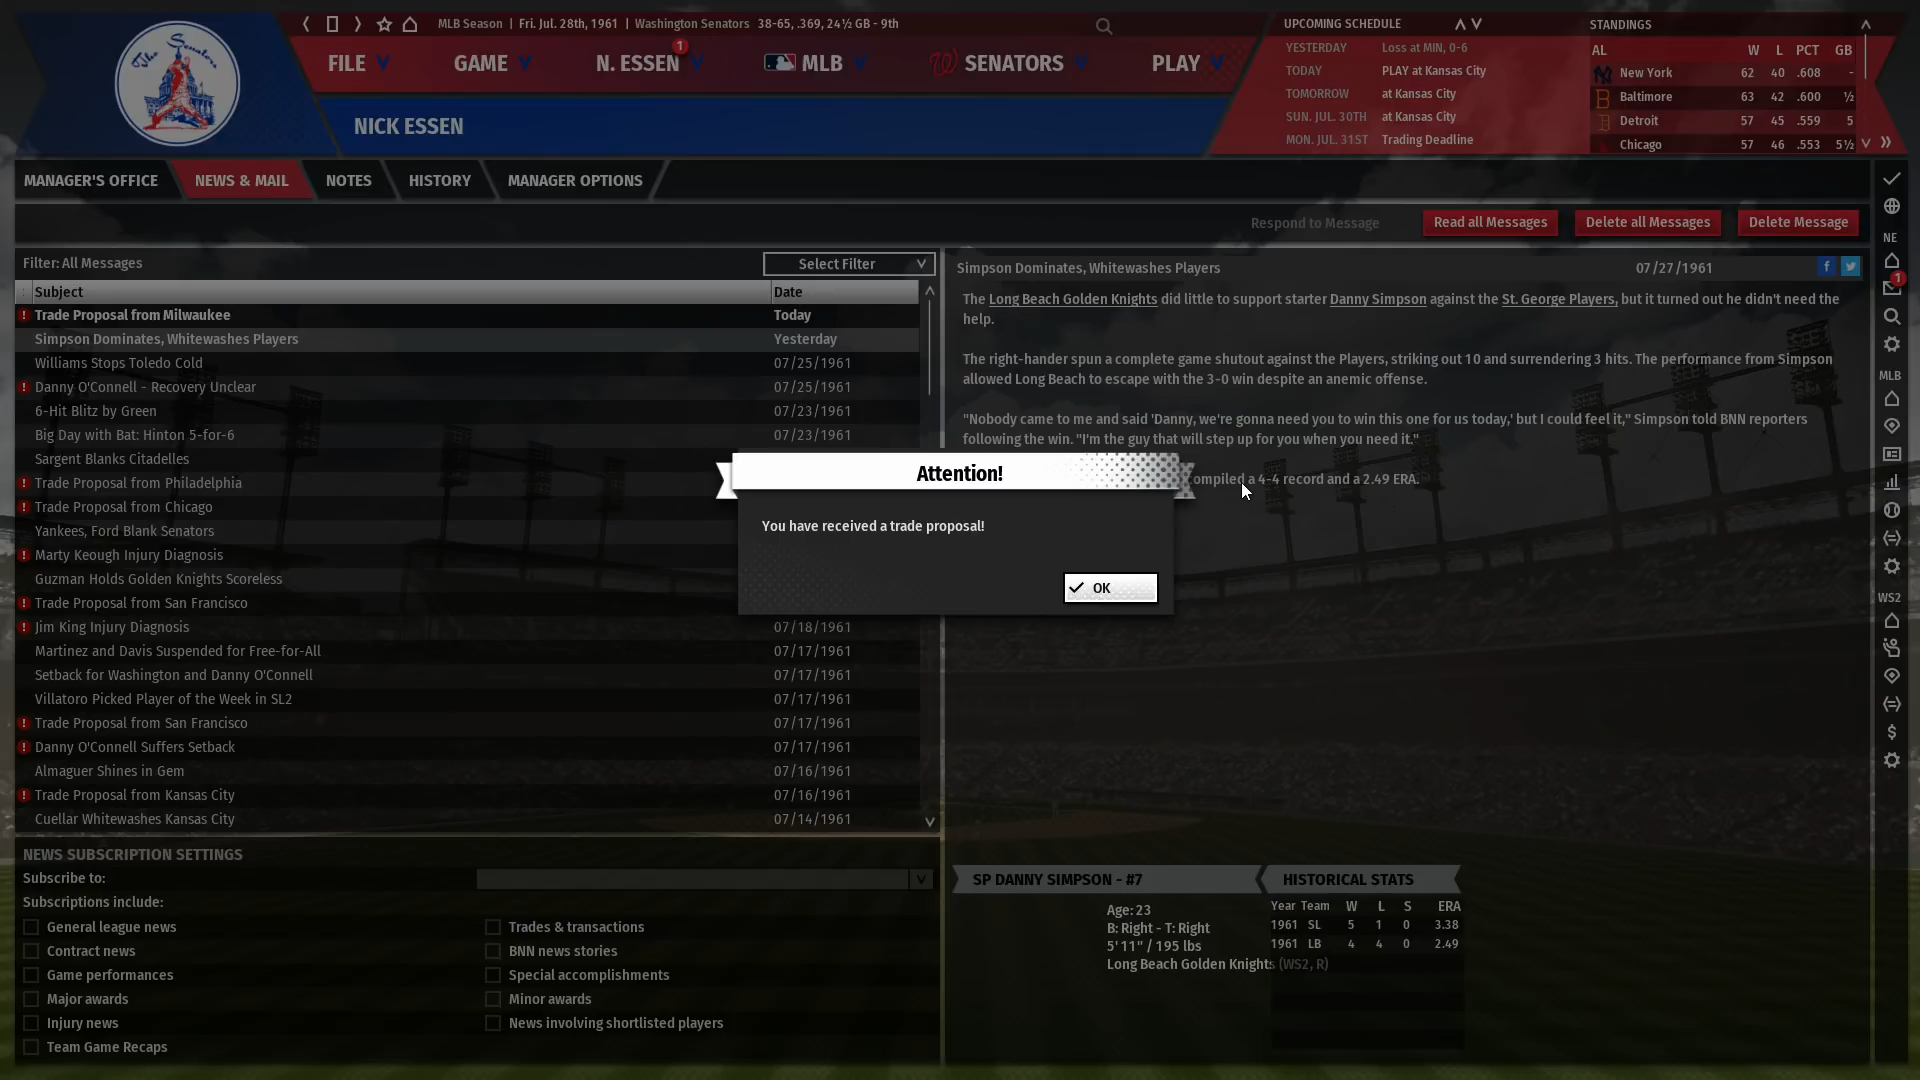 MLB Season | Fri. Jul. 28th, 1961 | Washington Senators 38-65, .369, 24½ GB - 9th
FILE
GAME
N. ESSEN
1
MLB
SENATORS
PLAY
The Senators
NICK ESSEN
UPCOMING SCHEDULE
YESTERDAY Loss at MIN, 0-6
TODAY PLAY at Kansas City
TOMORROW at Kansas City
SUN. JUL. 30TH at Kansas City
MON. JUL. 31ST Trading Deadline
STANDINGS
AL W L PCT GB
New York 62 40 .608 -
Baltimore 63 42 .600 ½
Detroit 57 45 .559 5
Chicago 57 46 .553 5½
MANAGER'S OFFICE
NEWS & MAIL
NOTES
HISTORY
MANAGER OPTIONS
Respond to Message
Read all Messages
Delete all Messages
Delete Message
Filter: All Messages
Select Filter
Subject Date
Trade Proposal from Milwaukee Today
Simpson Dominates, Whitewashes Players Yesterday
Williams Stops Toledo Cold 07/25/1961
Danny O'Connell - Recovery Unclear 07/25/1961
6-Hit Blitz by Green 07/23/1961
Big Day with Bat: Hinton 5-for-6 07/23/1961
Sargent Blanks Citadelles
Trade Proposal from Philadelphia
Trade Proposal from Chicago
Yankees, Ford Blank Senators
Marty Keough Injury Diagnosis
Guzman Holds Golden Knights Scoreless
Trade Proposal from San Francisco
Jim King Injury Diagnosis 07/18/1961
Martinez and Davis Suspended for Free-for-All 07/17/1961
Setback for Washington and Danny O'Connell 07/17/1961
Villatoro Picked Player of the Week in SL2 07/17/1961
Trade Proposal from San Francisco 07/17/1961
Danny O'Connell Suffers Setback 07/17/1961
Almaguer Shines in Gem 07/16/1961
Trade Proposal from Kansas City 07/16/1961
Cuellar Whitewashes Kansas City 07/14/1961
Simpson Dominates, Whitewashes Players 07/27/1961
The Long Beach Golden Knights did little to support starter Danny Simpson against the St. George Players, but it turned out he didn't need the
help.
The right-hander spun a complete game shutout against the Players, striking out 10 and surrendering 3 hits. The performance from Simpson
allowed Long Beach to escape with the 3-0 win despite an anemic offense.
"Nobody came to me and said 'Danny, we're gonna need you to win this one for us today,' but I could feel it," Simpson told BNN reporters
following the win. "I'm the guy that will step up for you when you need it."
compiled a 4-4 record and a 2.49 ERA.
Attention!
You have received a trade proposal!
OK
NEWS SUBSCRIPTION SETTINGS
Subscribe to:
Subscriptions include:
General league news
Trades & transactions
Contract news
BNN news stories
Game performances
Special accomplishments
Major awards
Minor awards
Injury news
News involving shortlisted players
Team Game Recaps
SP DANNY SIMPSON - #7
Age: 23
B: Right - T: Right
5' 11" / 195 lbs
Long Beach Golden Knights (WS2, R)
HISTORICAL STATS
Year Team W L S ERA
1961 SL 5 1 0 3.38
1961 LB 4 4 0 2.49
NE
1
MLB
WS2